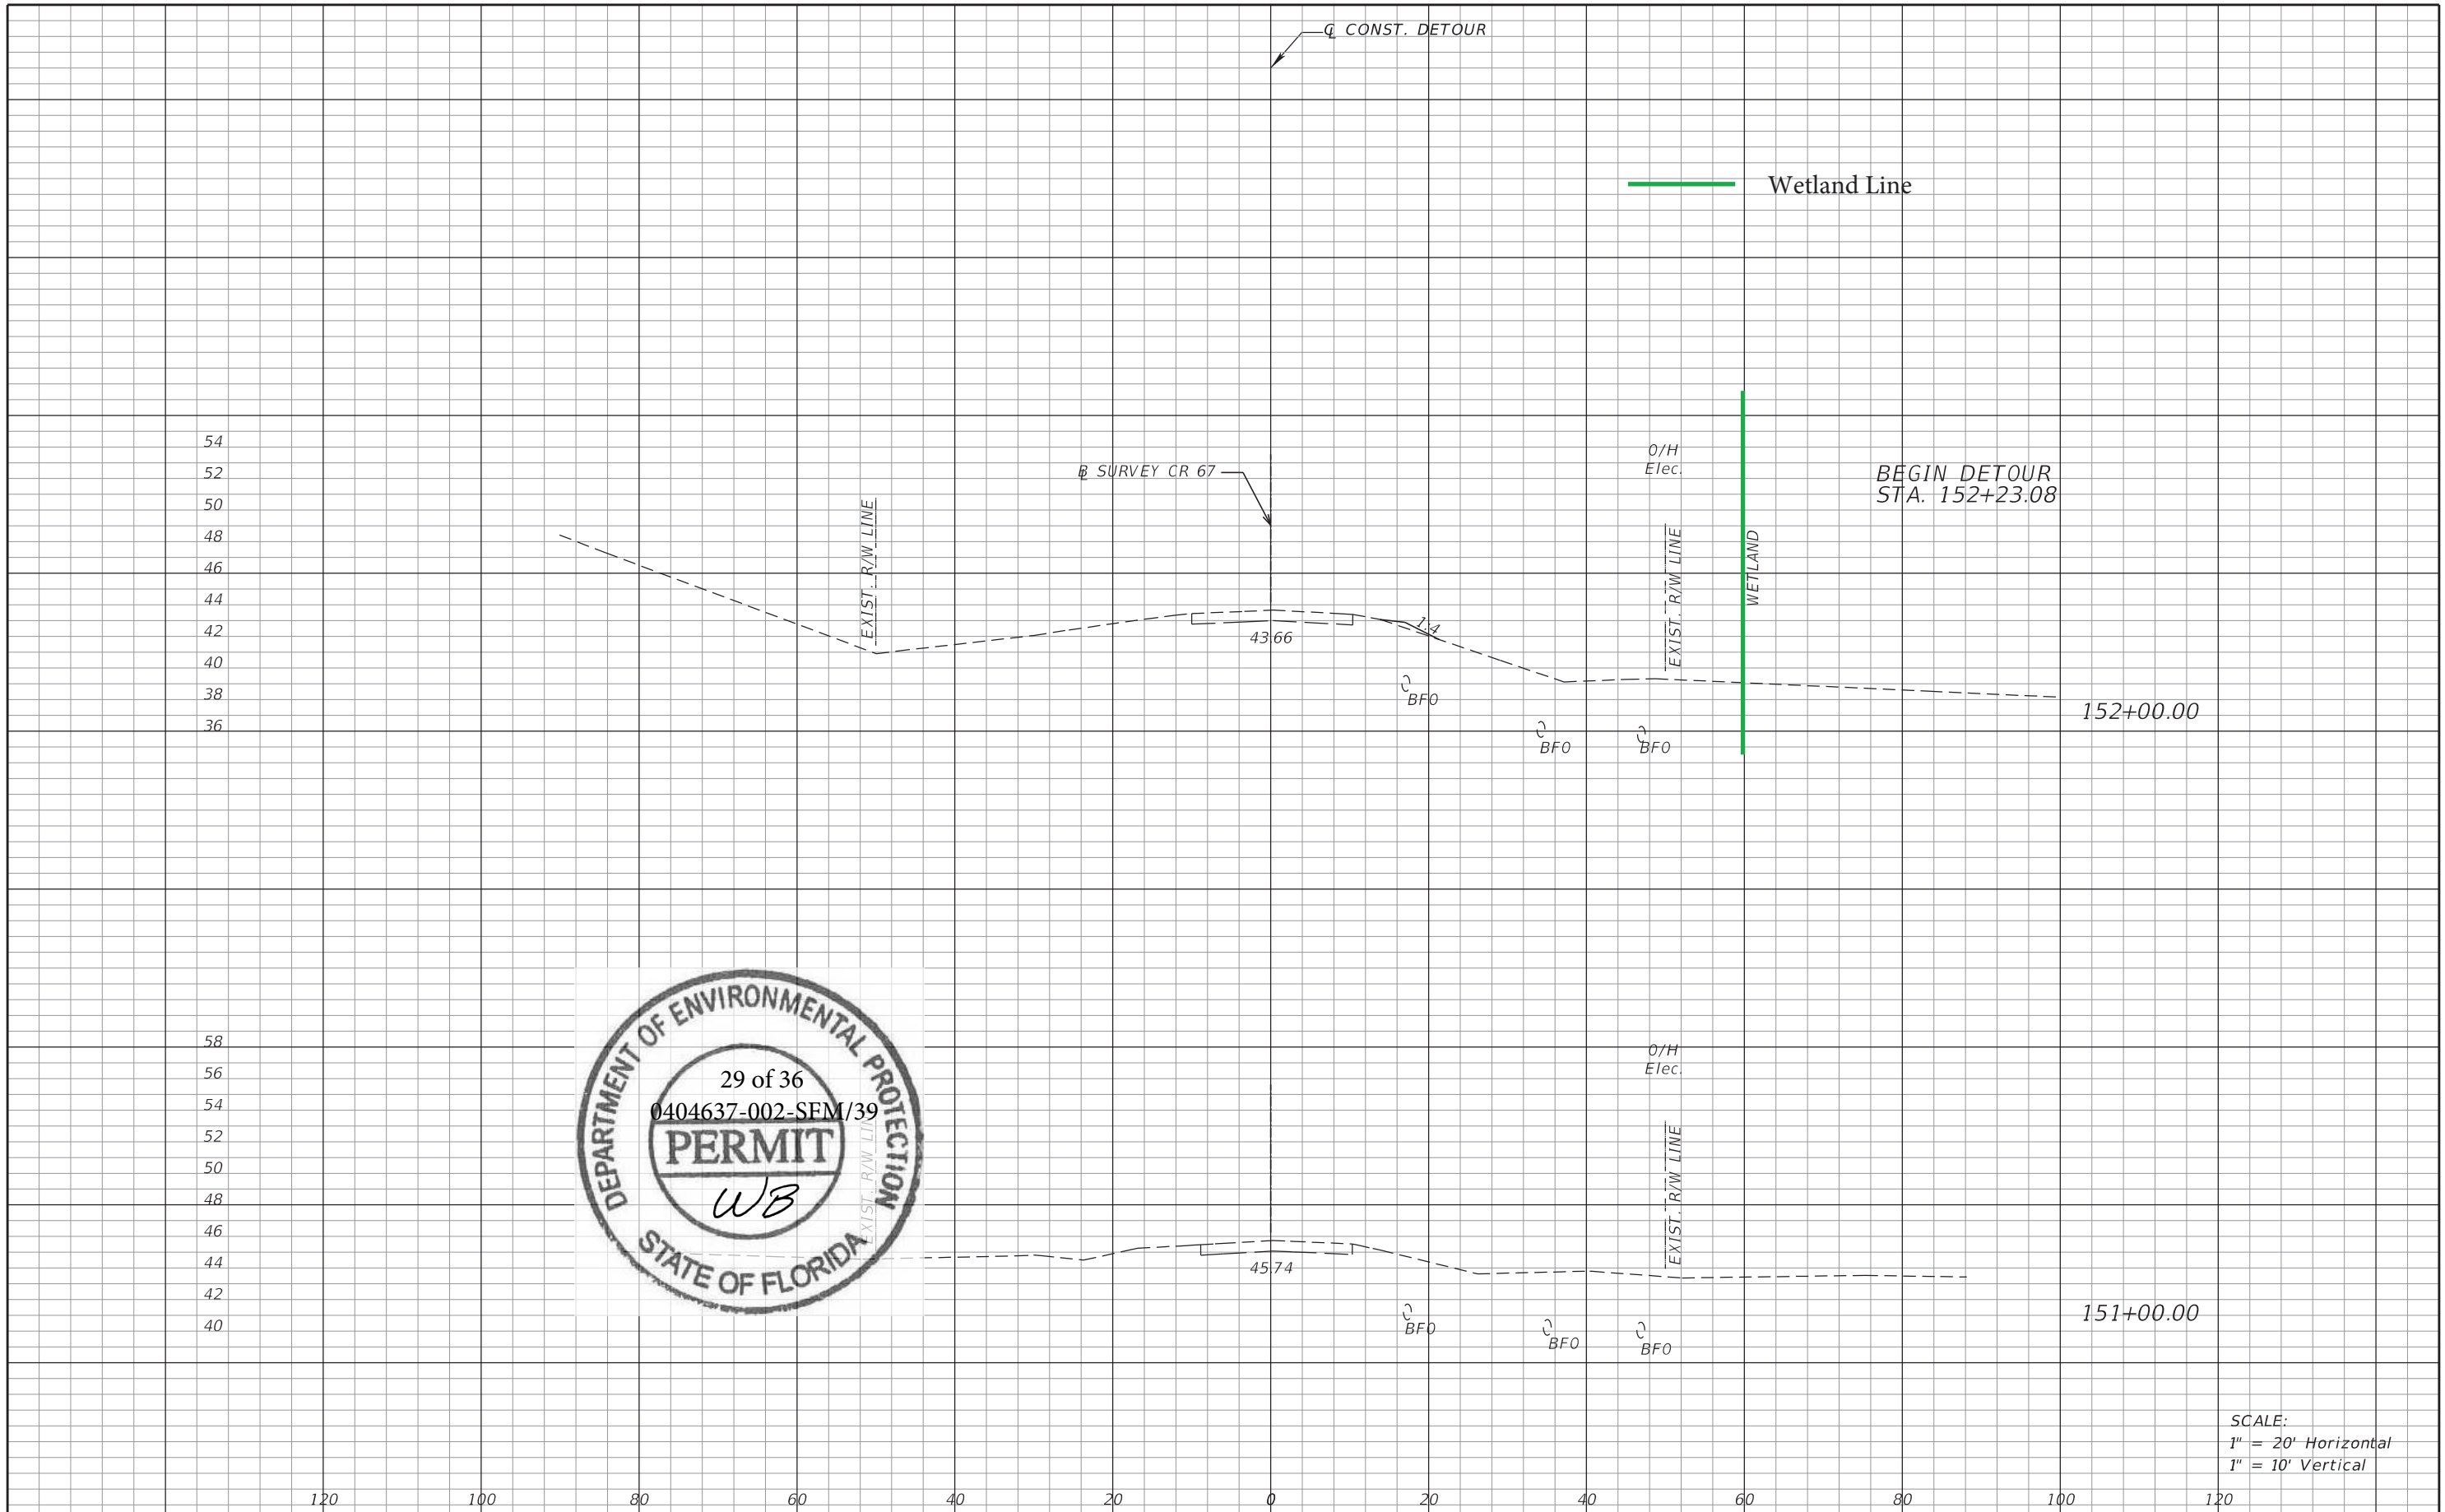 ℄ CONST. DETOUR
Wetland Line
54
52
50
48
46
44
42
40
38
36
EXIST. R/W LINE
B SURVEY CR 67
43.66
1:4
O/H
Elec.
EXIST. R/W LINE
WETLAND
BEGIN DETOUR
STA. 152+23.08
BFO
BFO
BFO
152+00.00
58
56
54
52
50
48
46
44
42
40
DEPARTMENT OF ENVIRONMENTAL PROTECTION
29 of 36
0404637-002-SFM/39
PERMIT
WB
STATE OF FLORIDA
EXIST. R/W LINE
45.74
O/H
Elec.
EXIST. R/W LINE
BFO
BFO
BFO
151+00.00
SCALE:
1" = 20' Horizontal
1" = 10' Vertical
120 100 80 60 40 20 0 20 40 60 80 100 120